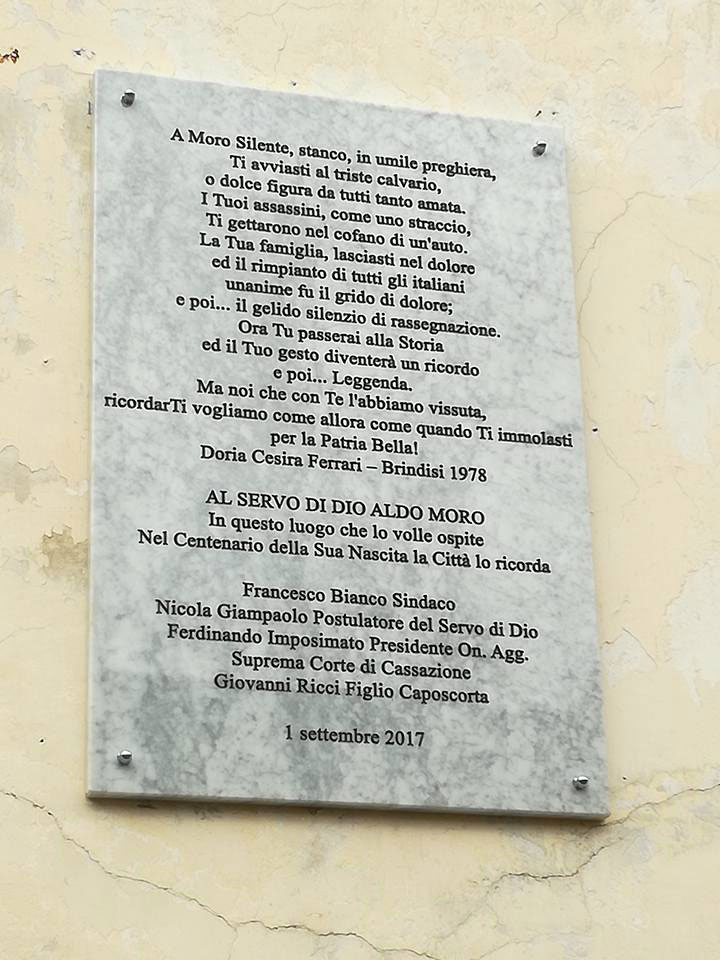 A Moro Silente, stanco, in umile preghiera,
Ti avviasti al triste calvario,
o dolce figura da tutti tanto amata.
I Tuoi assassini, come uno straccio,
Ti gettarono nel cofano di un'auto.
La Tua famiglia, lasciasti nel dolore
ed il rimpianto di tutti gli italiani
unanime fu il grido di dolore;
e poi... il gelido silenzio di rassegnazione.
Ora Tu passerai alla Storia
ed il Tuo gesto diventerà un ricordo
e poi... Leggenda.
Ma noi che con Te l'abbiamo vissuta,
ricordarTi vogliamo come allora come quando Ti immolasti
per la Patria Bella!
Doria Cesira Ferrari – Brindisi 1978
AL SERVO DI DIO ALDO MORO
In questo luogo che lo volle ospite
Nel Centenario della Sua Nascita la Città lo ricorda
Francesco Bianco Sindaco
Nicola Giampaolo Postulatore del Servo di Dio
Ferdinando Imposimato Presidente On. Agg.
Suprema Corte di Cassazione
Giovanni Ricci Figlio Caposcorta
1 settembre 2017